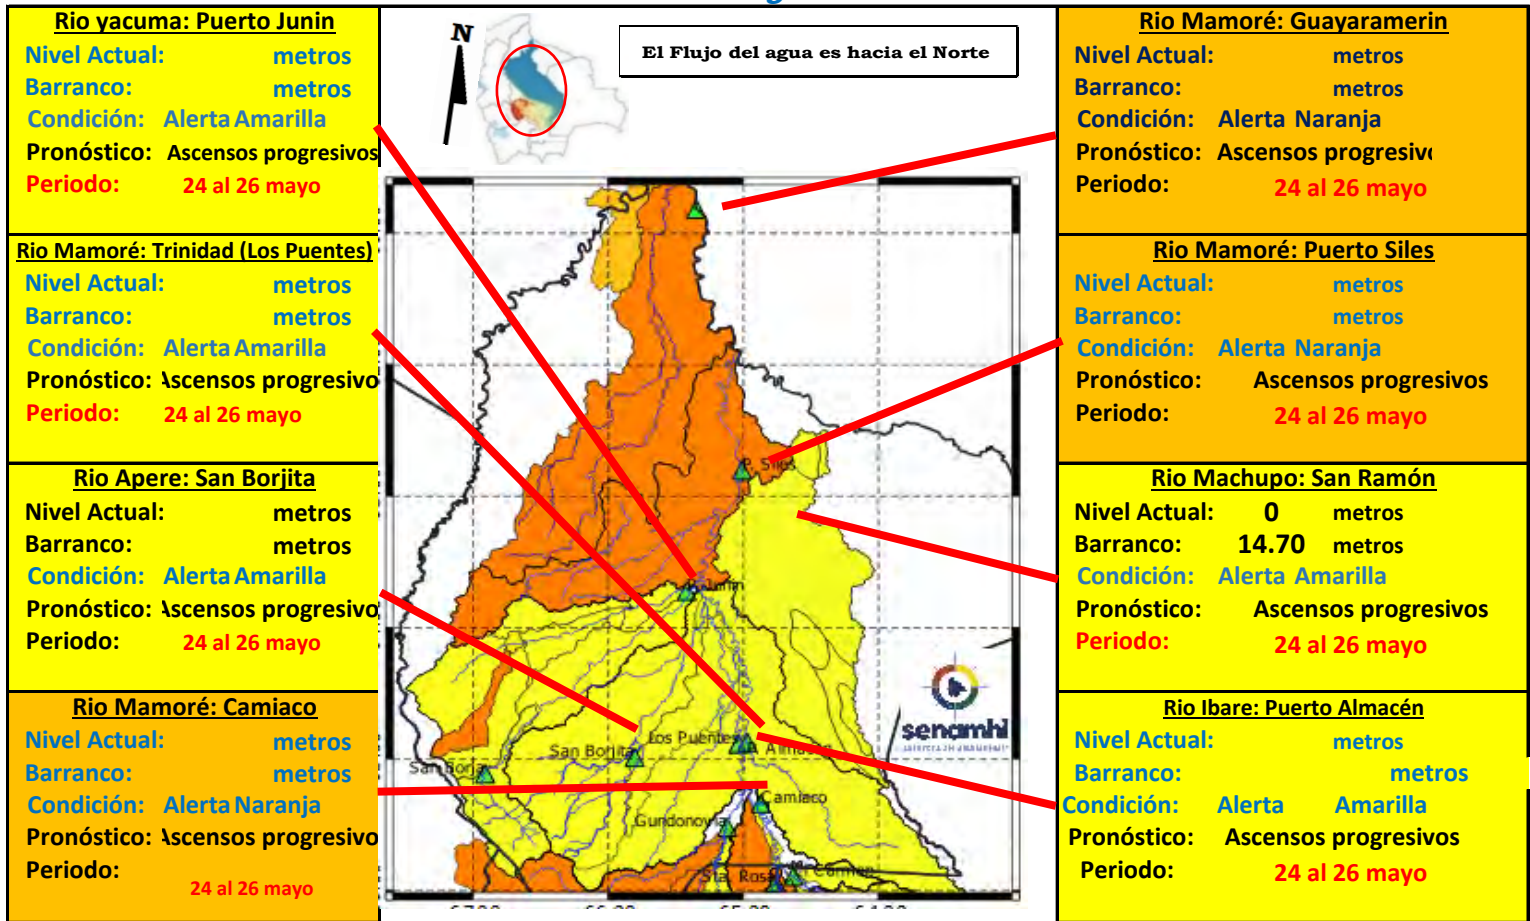 Rio yacuma: Puerto Junin
Nivel Actual: metros
Barranco: metros
Condición: Alerta Amarilla
Pronóstico: Ascensos progresivos
Periodo: 24 al 26 mayo
Rio Mamoré: Trinidad (Los Puentes)
Nivel Actual: metros
Barranco: metros
Condición: Alerta Amarilla
Pronóstico: Ascensos progresivo
Periodo: 24 al 26 mayo
Rio Apere: San Borjita
Nivel Actual: metros
Barranco: metros
Condición: Alerta Amarilla
Pronóstico: Ascensos progresivo
Periodo: 24 al 26 mayo
Rio Mamoré: Camiaco
Nivel Actual: metros
Barranco: metros
Condición: Alerta Naranja
Pronóstico: Ascensos progresivo
Periodo:
24 al 26 mayo
N
El Flujo del agua es hacia el Norte
P. Siles
Junin
Los Puentes
P. Almacén
San Borjita
San Borja
Camiaco
Gundonovia
Sta. Rosa
Carmen
senamhi
Rio Mamoré: Guayaramerin
Nivel Actual: metros
Barranco: metros
Condición: Alerta Naranja
Pronóstico: Ascensos progresiv
Periodo: 24 al 26 mayo
Rio Mamoré: Puerto Siles
Nivel Actual: metros
Barranco: metros
Condición: Alerta Naranja
Pronóstico: Ascensos progresivos
Periodo: 24 al 26 mayo
Rio Machupo: San Ramón
Nivel Actual: 0 metros
Barranco: 14.70 metros
Condición: Alerta Amarilla
Pronóstico: Ascensos progresivos
Periodo: 24 al 26 mayo
Rio Ibare: Puerto Almacén
Nivel Actual: metros
Barranco: metros
Condición: Alerta Amarilla
Pronóstico: Ascensos progresivos
Periodo: 24 al 26 mayo